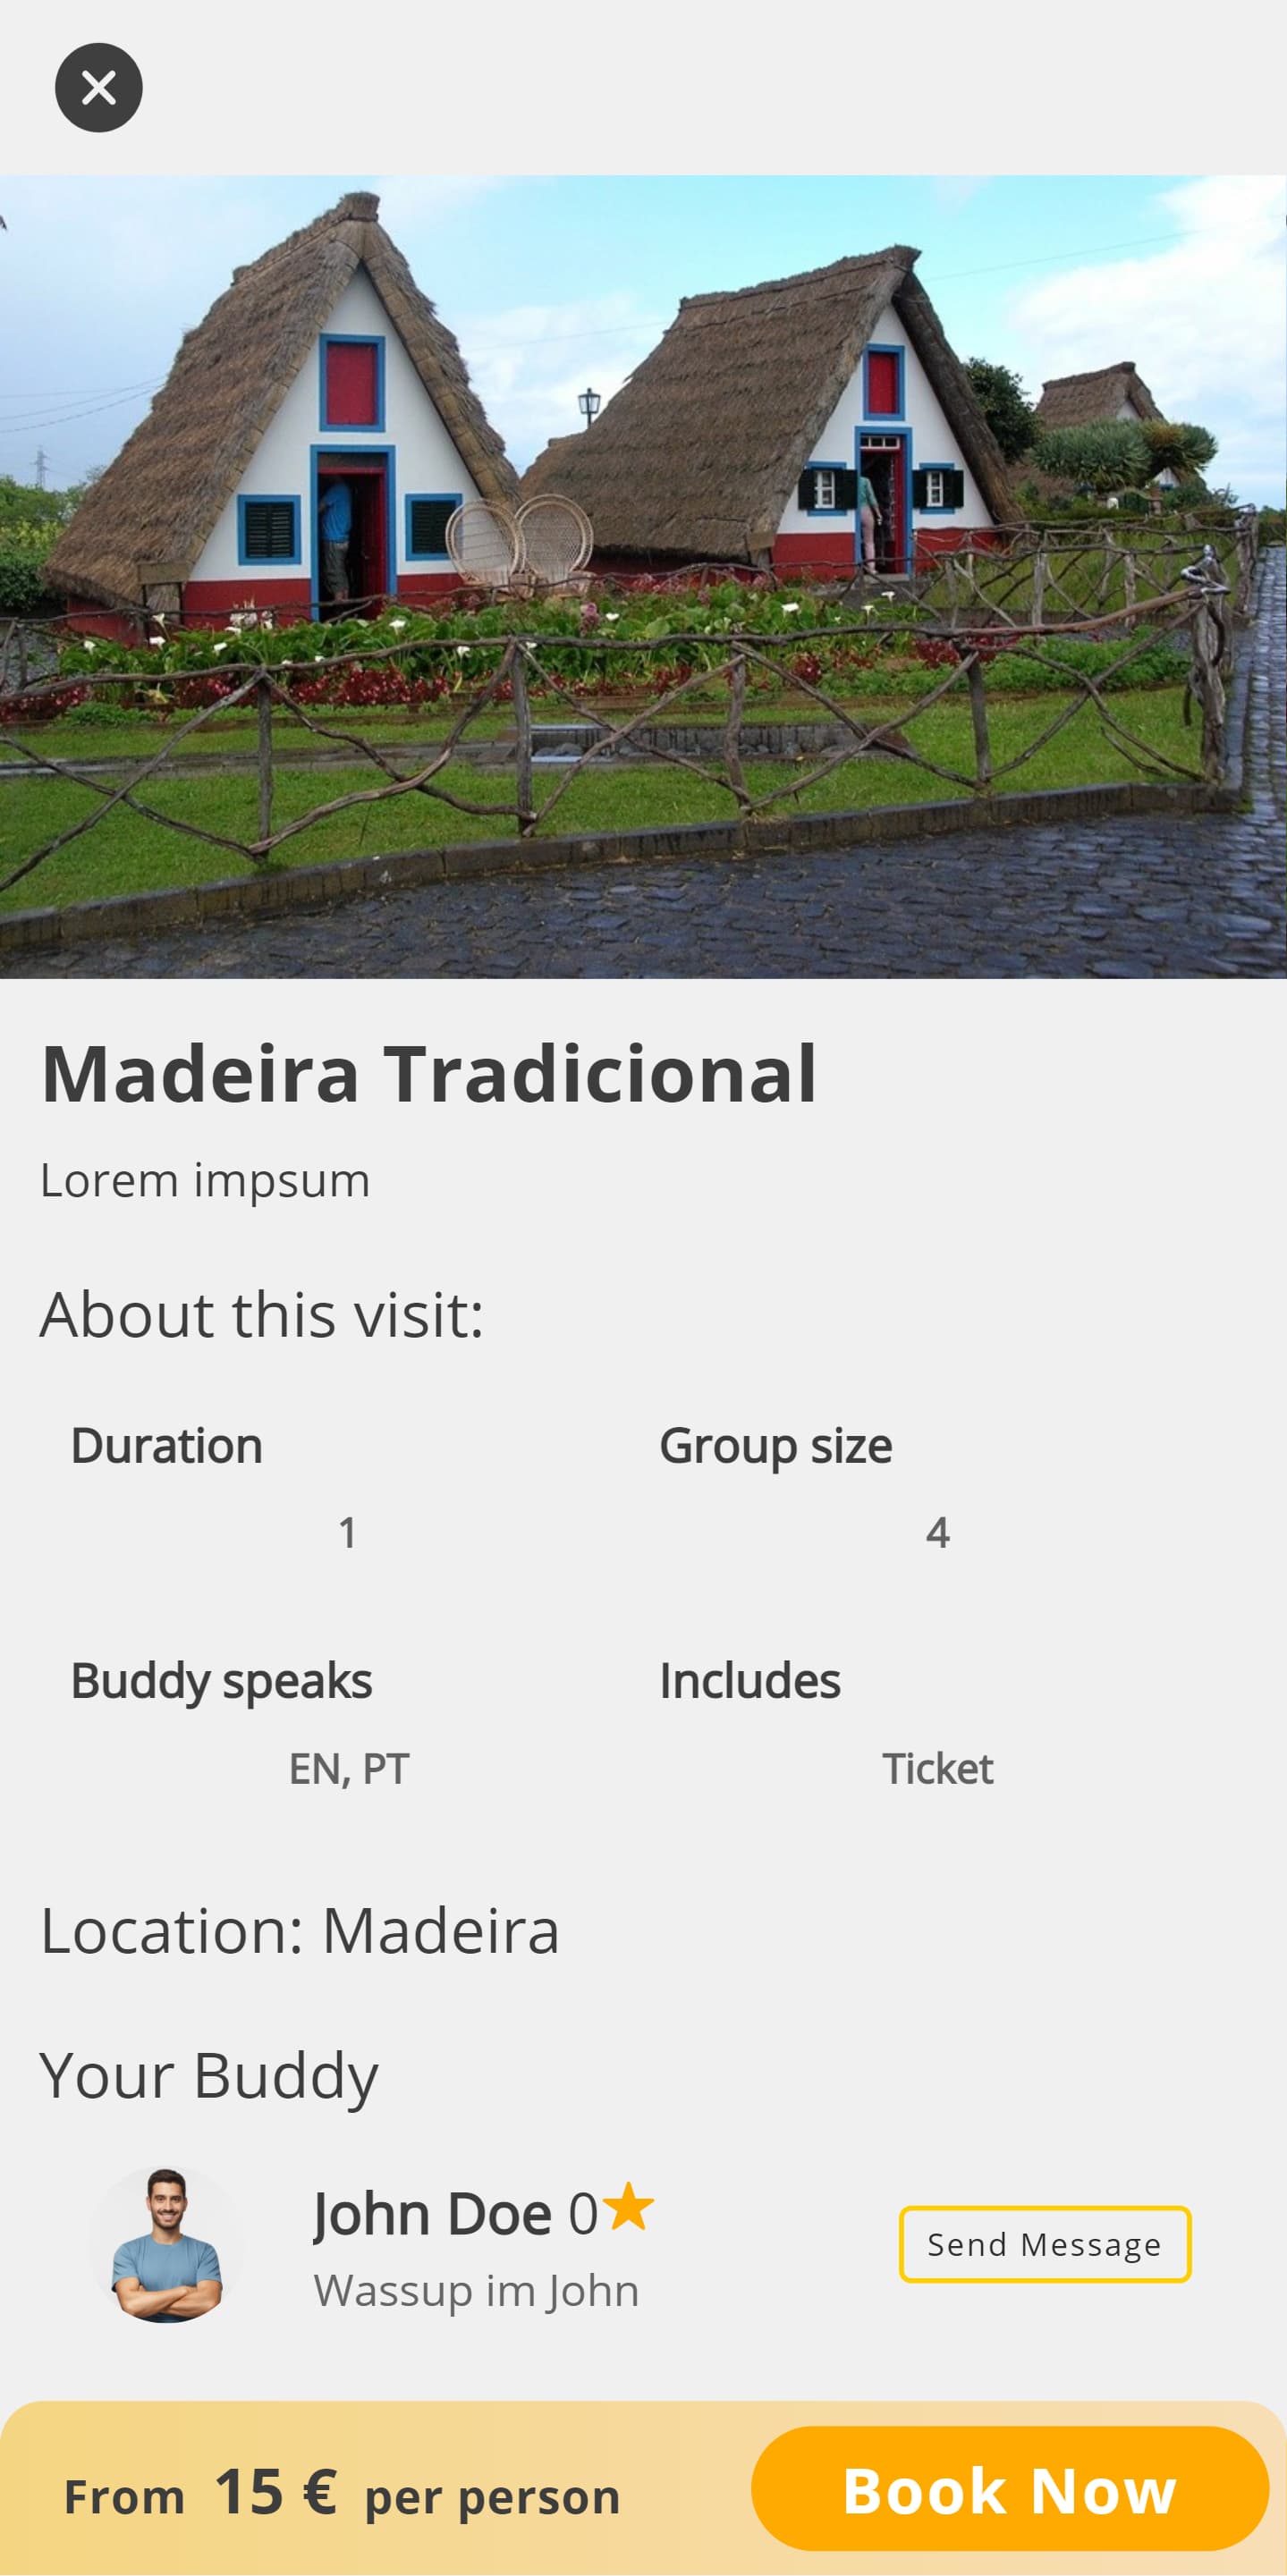 Madeira Tradicional
Lorem impsum
About this visit:
Duration
Group size
1
4
Buddy speaks
Includes
EN, PT
Ticket
Location: Madeira
Your Buddy
John Doe 0
Wassup im John
Send Message
From 15 € per person
Book Now